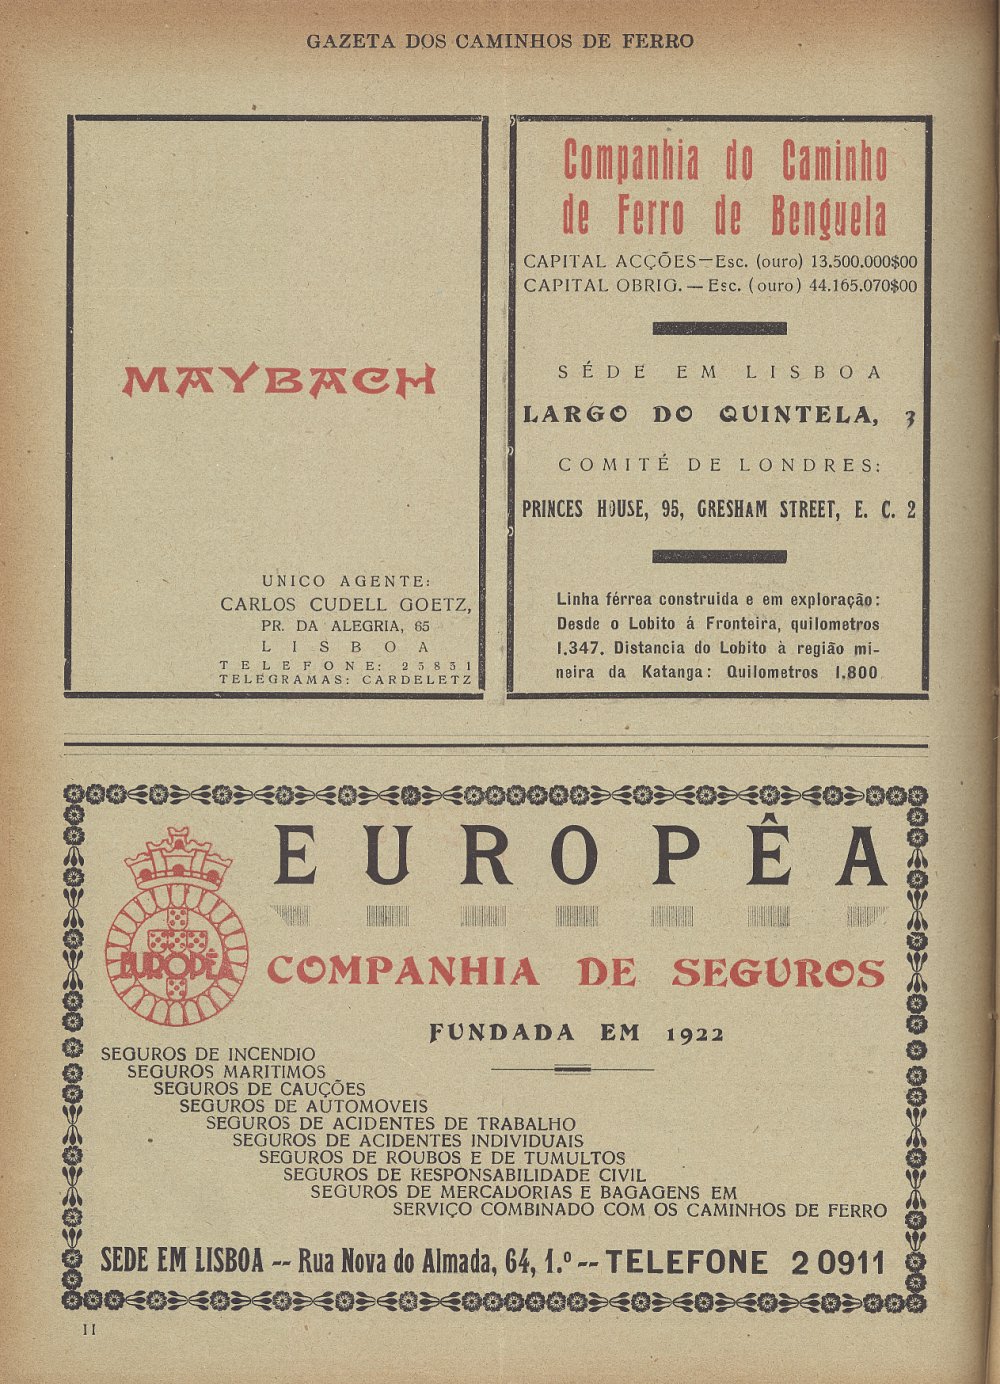 GAZETA DOS CAMINHOS DE FERRO
MAYBACH
UNICO AGENTE:
CARLOS CUDELL GOETZ,
PR. DA ALEGRIA, 65
LISBOA
TELEFONE: 25831
TELEGRAMAS: CARDELETZ
Companhia do Caminho
de Ferro de Benguela
CAPITAL ACÇÕES—Esc. (ouro) 13.500.000$00
CAPITAL OBRIG. — Esc. (ouro) 44.165.070$00
SÉDE EM LISBOA
LARGO DO QUINTELA, 3
COMITÉ DE LONDRES:
PRINCES HOUSE, 95, GRESHAM STREET, E. C. 2
Linha férrea construida e em exploração:
Desde o Lobito á Fronteira, quilometros
1.347. Distancia do Lobito à região mi-
neira da Katanga: Quilometros 1.800
EUROPÊA
EUROPÊA
COMPANHIA DE SEGUROS
FUNDADA EM 1922
SEGUROS DE INCENDIO
SEGUROS MARITIMOS
SEGUROS DE CAUÇÕES
SEGUROS DE AUTOMOVEIS
SEGUROS DE ACIDENTES DE TRABALHO
SEGUROS DE ACIDENTES INDIVIDUAIS
SEGUROS DE ROUBOS E DE TUMULTOS
SEGUROS DE RESPONSABILIDADE CIVIL
SEGUROS DE MERCADORIAS E BAGAGENS EM
SERVIÇO COMBINADO COM OS CAMINHOS DE FERRO
SEDE EM LISBOA -- Rua Nova do Almada, 64, 1.º -- TELEFONE 2 0911
II